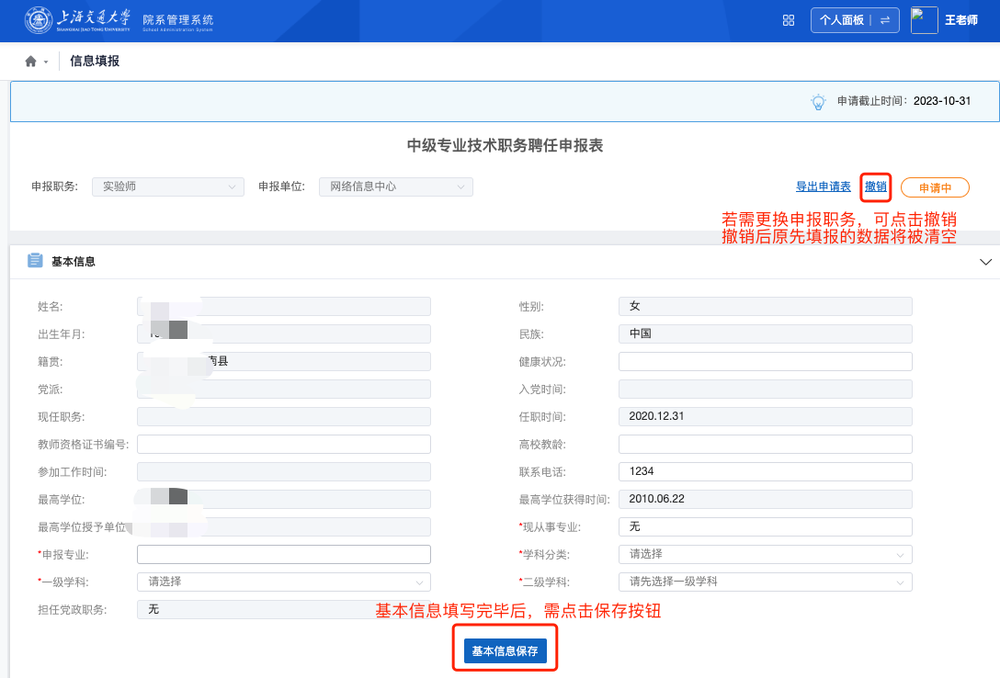 上海交通大学
SHANGHAI JIAO TONG UNIVERSITY
院系管理系统
School Administration System
个人面板
王老师
信息填报
申请截止时间: 2023-10-31
中级专业技术职务聘任申报表
申报职务: 实验师 申报单位: 网络信息中心 导出申请表 撤销 申请中
若需更换申报职务，可点击撤销
撤销后原先填报的数据将被清空
基本信息
姓名: 性别: 女
出生年月: 民族: 中国
籍贯: 南县 健康状况:
党派: 入党时间:
现任职务: 任职时间: 2020.12.31
教师资格证书编号: 高校教龄:
参加工作时间: 联系电话: 1234
最高学位: 最高学位获得时间: 2010.06.22
最高学位授予单位 *现从事专业: 无
*申报专业: *学科分类: 请选择
*一级学科: 请选择 *二级学科: 请先选择一级学科
担任党政职务: 无
基本信息填写完毕后，需点击保存按钮
基本信息保存